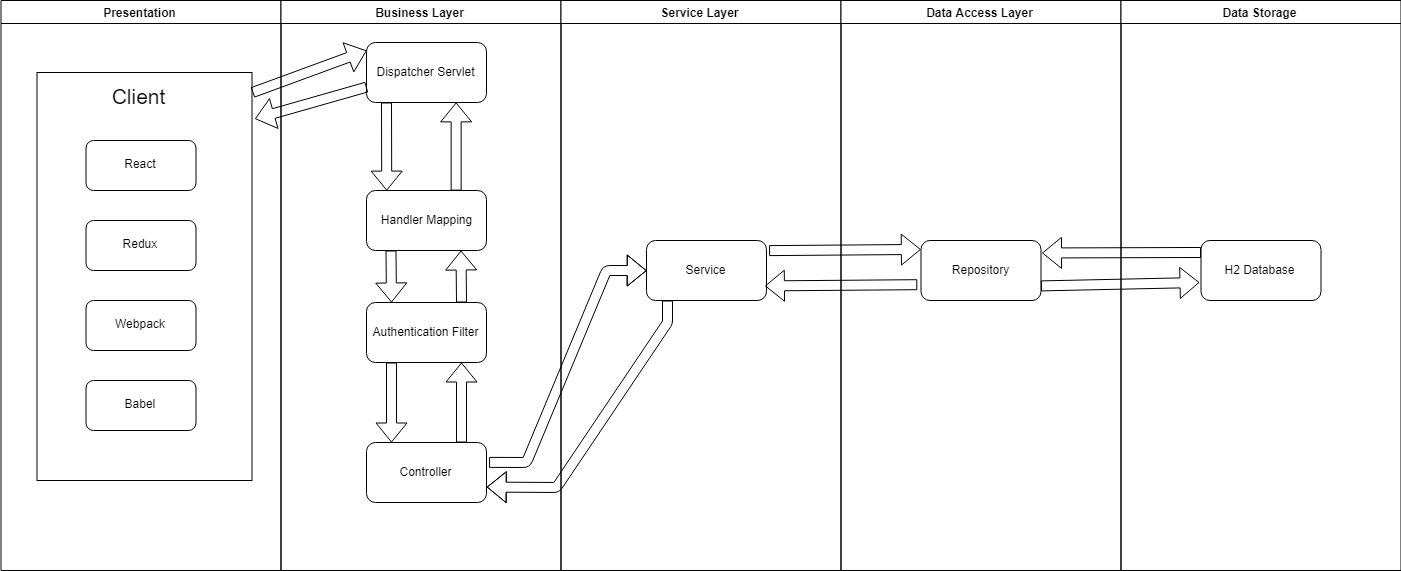 Presentation
Business Layer
Service Layer
Data Access Layer
Data Storage
Client
React
Redux
Webpack
Babel
Dispatcher Servlet
Handler Mapping
Authentication Filter
Controller
Service
Repository
H2 Database